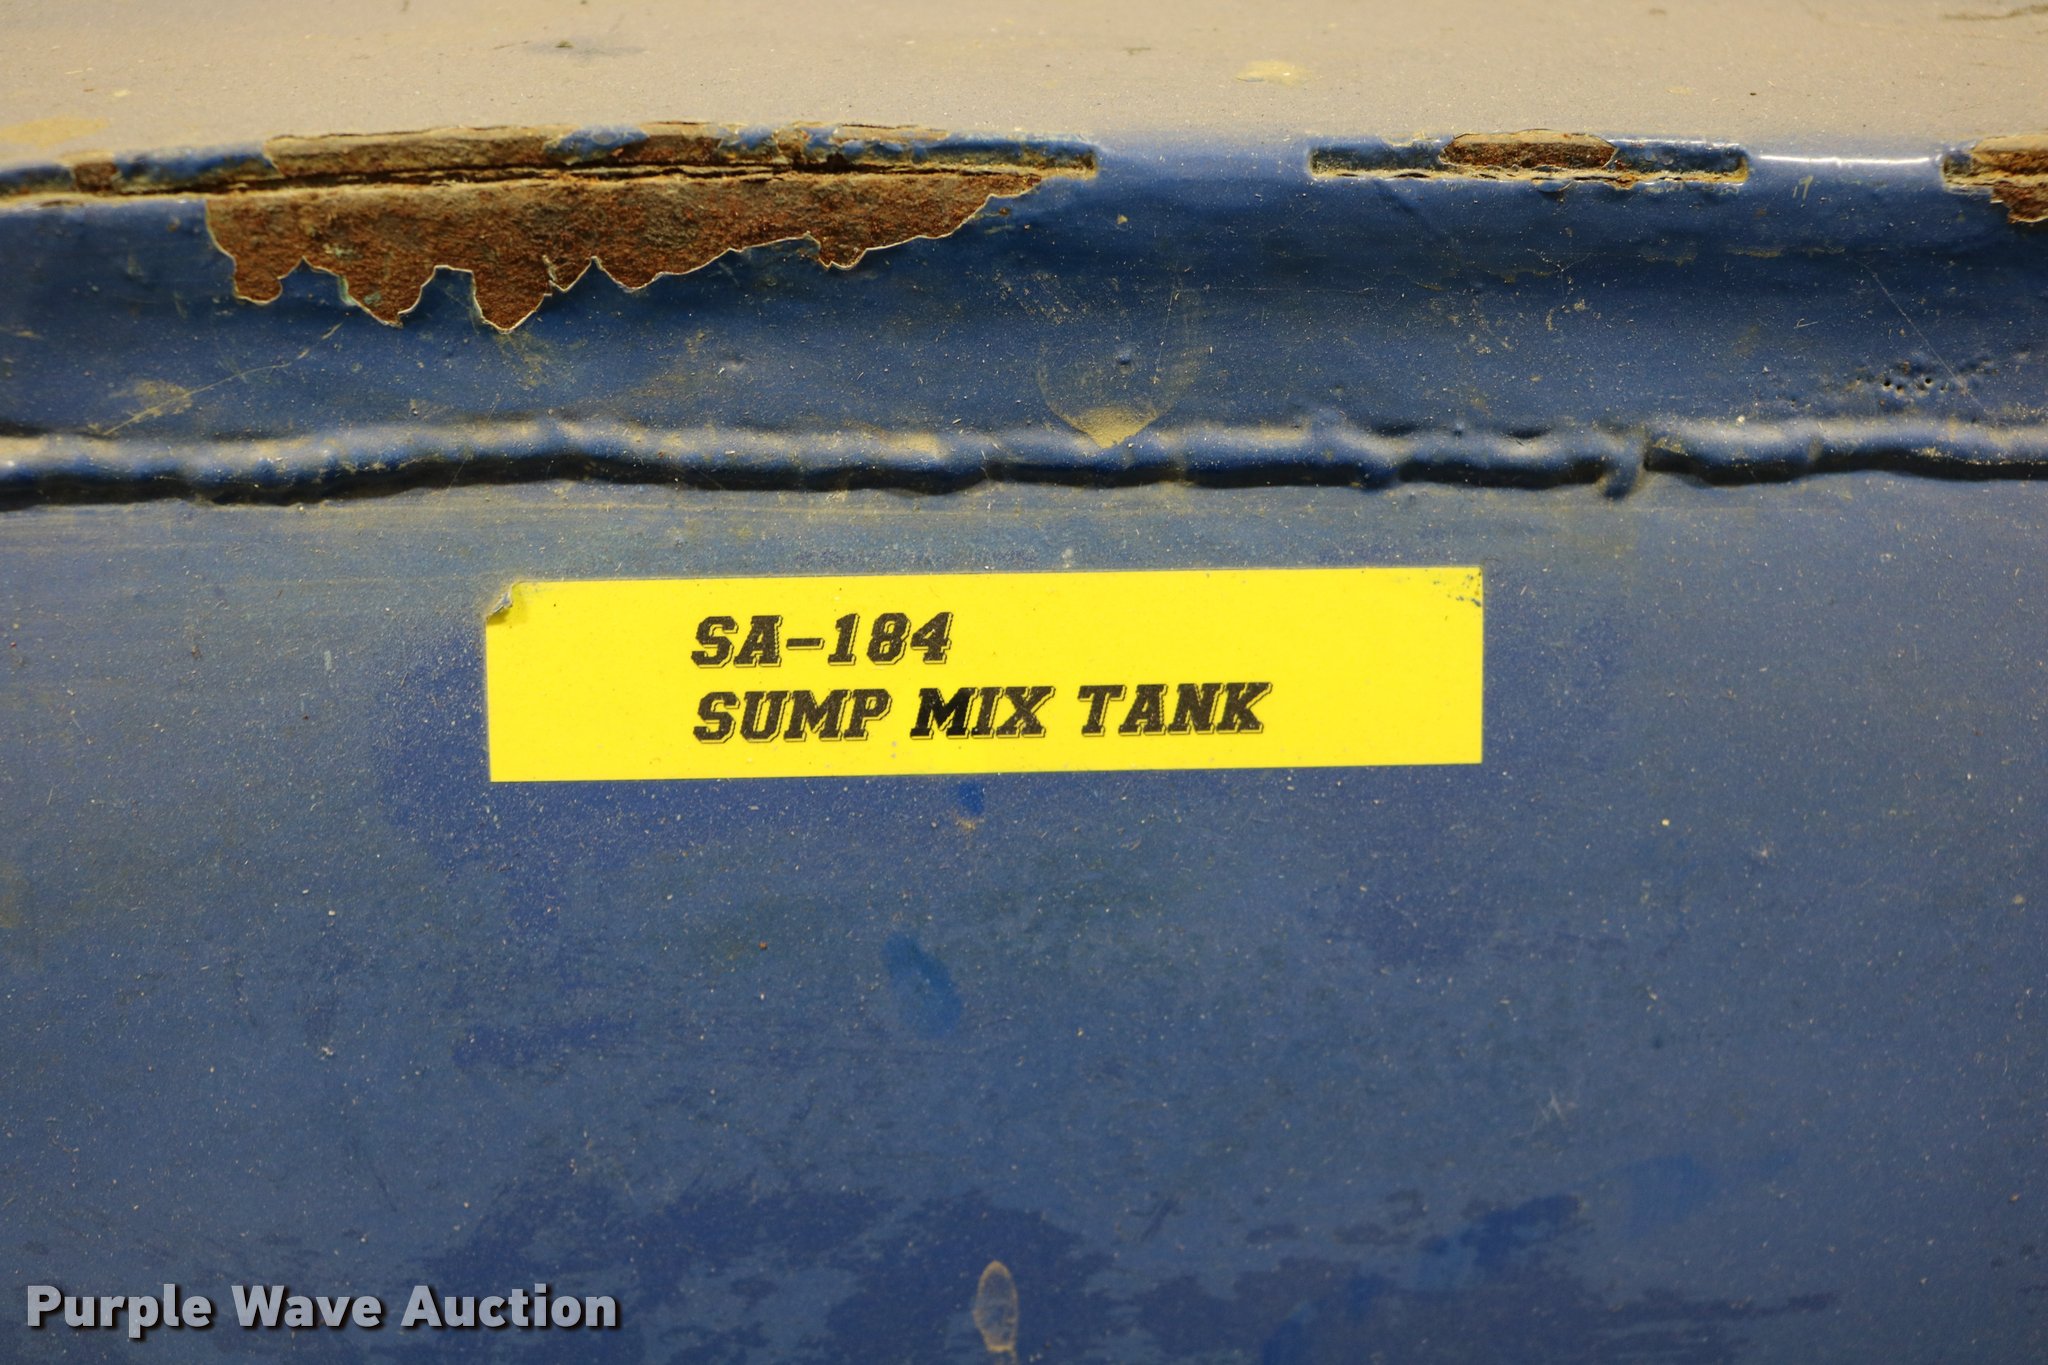 SA-184
SUMP MIX TANK
Purple Wave Auction